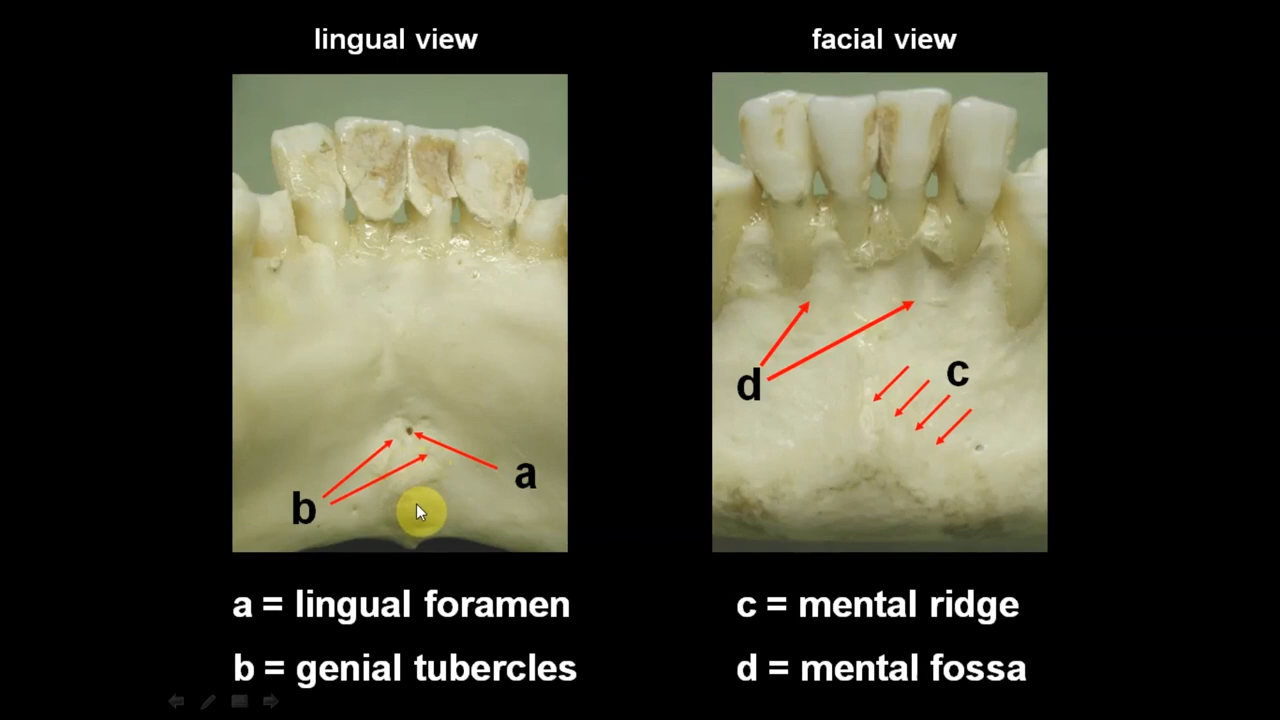 lingual view
facial view
b
a
d
c
a = lingual foramen
b = genial tubercles
c = mental ridge
d = mental fossa